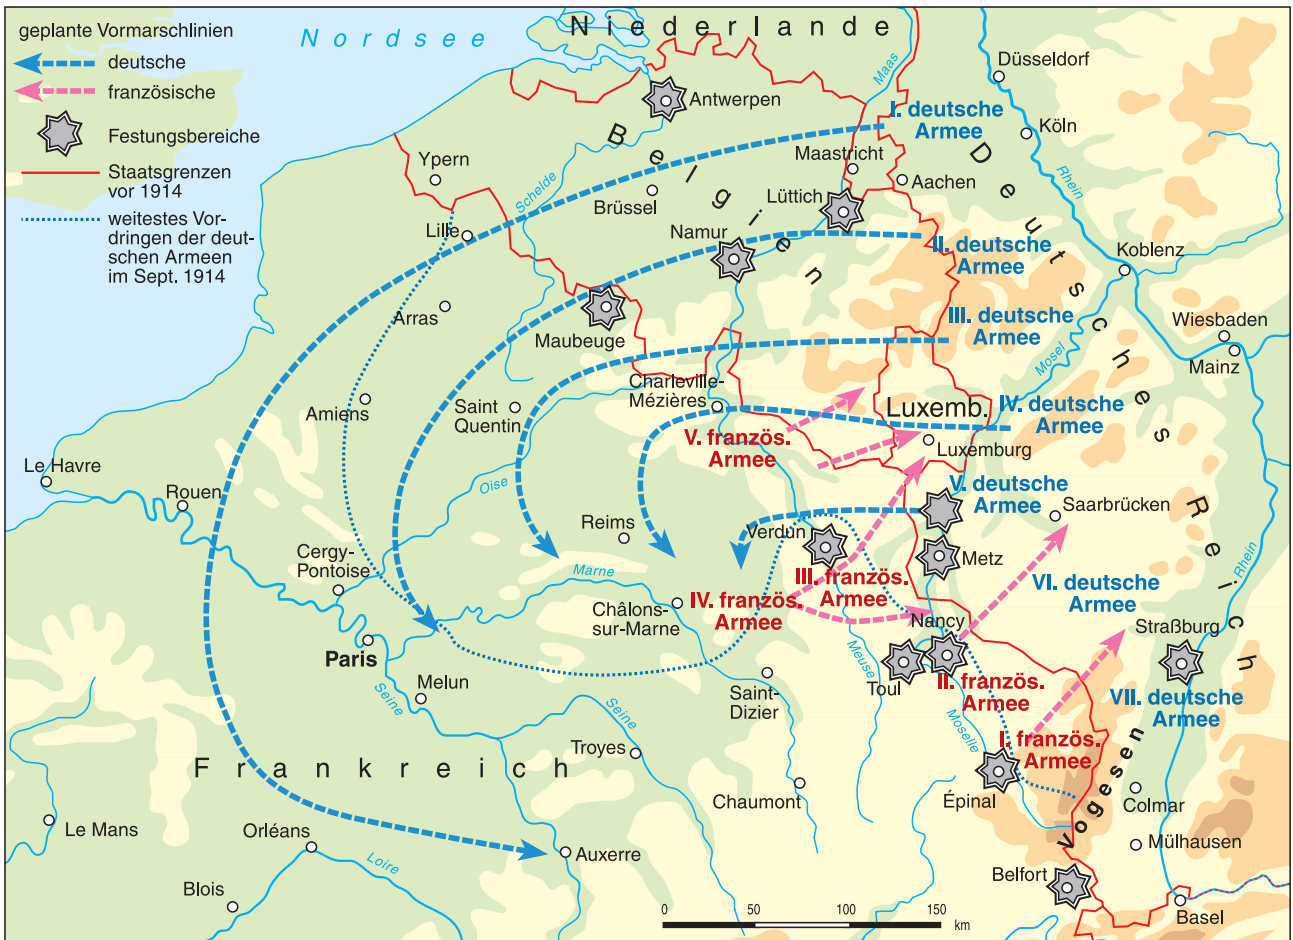 geplante Vormarschlinien
deutsche
französische
Festungsbereiche
Staatsgrenzen
vor 1914
weitestes Vor-
dringen der deut-
schen Armeen
im Sept. 1914
Nordsee
Niederlande
Belgien
Deutsches Reich
Frankreich
Luxemb.
Vogesen
Maas
Düsseldorf
Antwerpen
I. deutsche
Armee
Köln
Ypern
Maastricht
Aachen
Rhein
Schelde
Brüssel
Lüttich
Lille
Namur
II. deutsche
Armee
Koblenz
Arras
Maubeuge
III. deutsche
Armee
Wiesbaden
Mainz
Mosel
Charleville-
Mézières
Amiens
Saint
Quentin
IV. deutsche
Armee
V. französ.
Armee
Luxemburg
Le Havre
Rouen
Oise
Reims
V. deutsche
Armee
Saarbrücken
Verdun
Metz
Cergy-
Pontoise
Marne
III. französ.
Armee
VI. deutsche
Armee
Rhein
Châlons-
sur-Marne
IV. französ.
Armee
Nancy
Straßburg
Paris
Meuse
Toul
Melun
Seine
Saint-
Dizier
II. französ.
Armee
VII. deutsche
Armee
Seine
Moselle
Troyes
I. französ.
Armee
Chaumont
Épinal
Colmar
Le Mans
Orléans
Auxerre
Mülhausen
Loire
Blois
Belfort
Basel
0 50 100 150
km